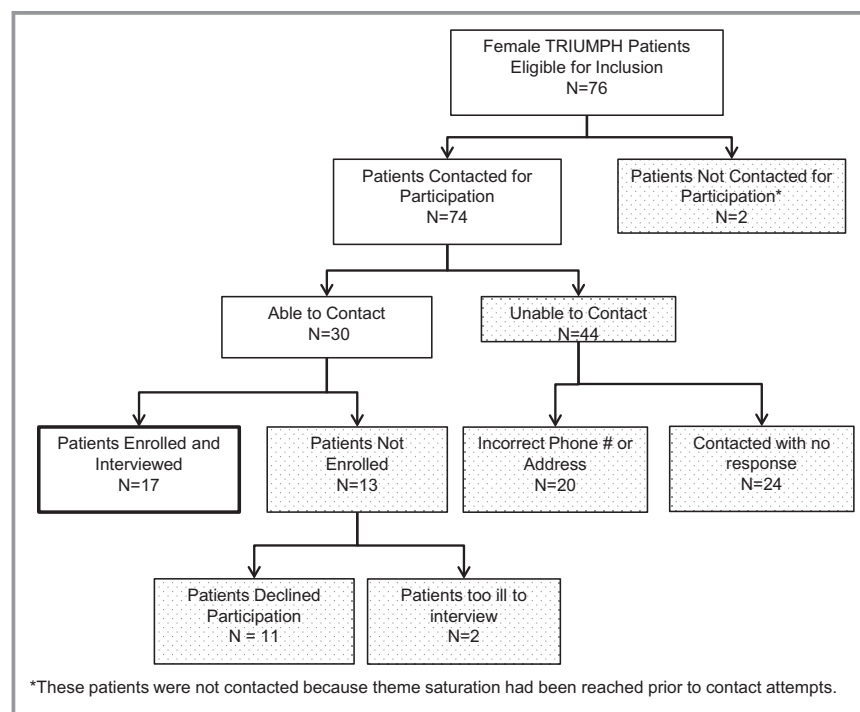 Female TRIUMPH Patients
Eligible for Inclusion
N=76
Patients Contacted for
Participation
N=74
Patients Not Contacted for
Participation*
N=2
Able to Contact
N=30
Unable to Contact
N=44
Patients Enrolled and
Interviewed
N=17
Patients Not
Enrolled
N=13
Incorrect Phone # or
Address
N=20
Contacted with no
response
N=24
Patients Declined
Participation
N = 11
Patients too ill to
interview
N=2
*These patients were not contacted because theme saturation had been reached prior to contact attempts.